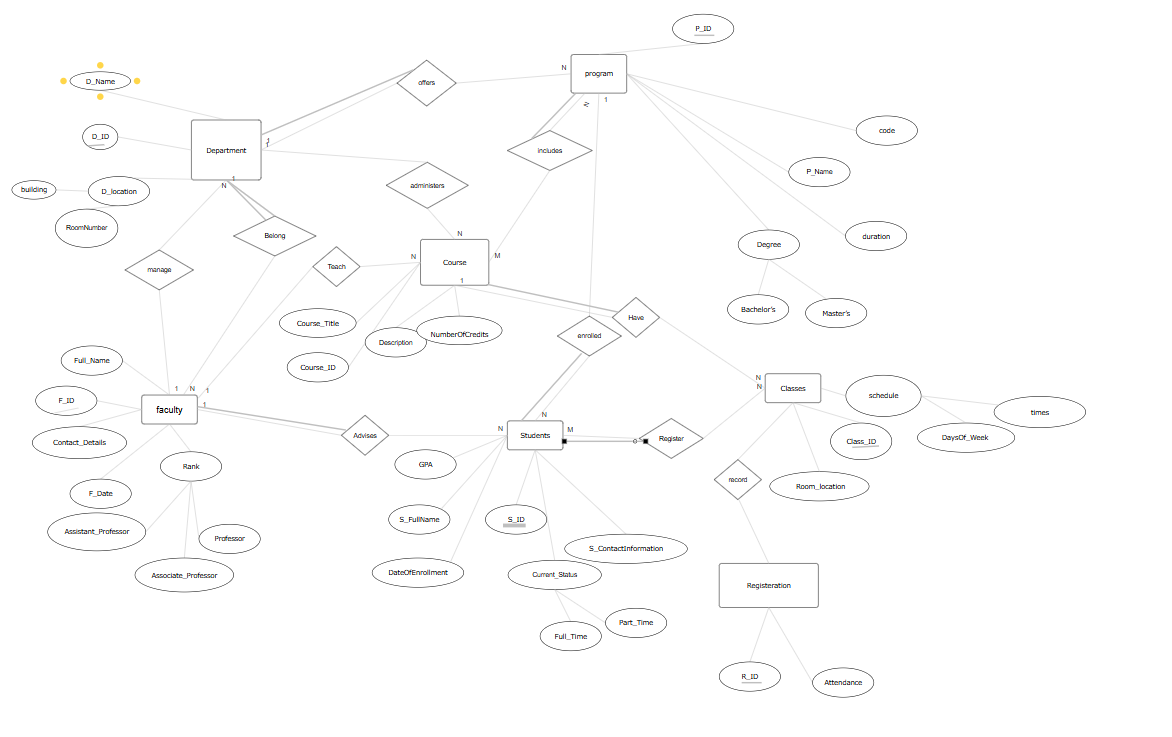 P_ID
N
program
D_Name
offers
code
D_ID
Department
1
1
N
1
includes
P_Name
building
D_location
N
1
administers
RoomNumber
Belong
N
M
duration
Degree
manage
Teach
N
Course
1
Bachelor's
Master's
Course_Title
Description
NumberOfCredits
enrolled
Have
Course_ID
Full_Name
F_ID
1
N
1
1
faculty
N
N
Classes
schedule
times
Contact_Details
Advises
N
Students
N
M
Register
Class_ID
DaysOf_Week
Rank
GPA
record
Room_location
F_Date
S_FullName
S_ID
Assistant_Professor
Professor
S_ContactInformation
Associate_Professor
DateOfEnrollment
Current_Status
Registeration
Full_Time
Part_Time
R_ID
Attendance